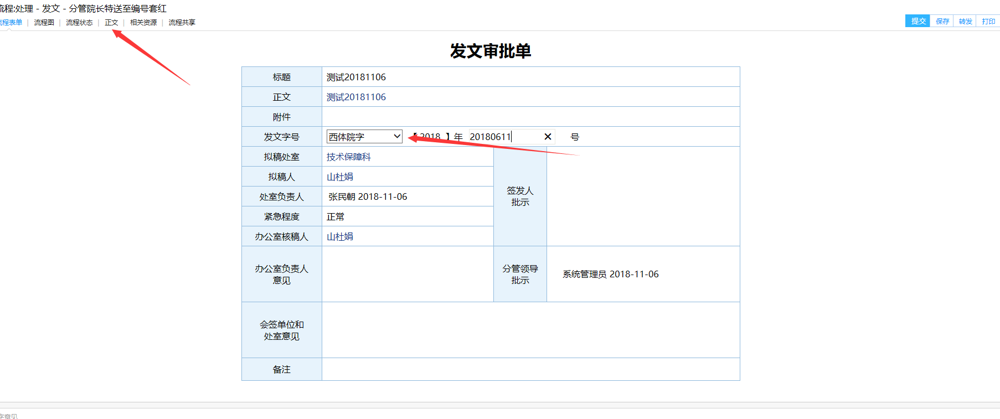 流程:处理 - 发文 - 分管院长特送至编号套红
流程表单 | 流程图 | 流程状态 | 正文 | 相关资源 | 流程共享
提交 保存 转发 打印
发文审批单
标题 测试20181106
正文 测试20181106
附件
发文字号 西体院字 【 2018 】年 20180611 号
拟稿处室 技术保障科
拟稿人 山杜娟
处室负责人 张民朝 2018-11-06
签发人
批示
紧急程度 正常
办公室核稿人 山杜娟
办公室负责人
意见
分管领导
批示
系统管理员 2018-11-06
会签单位和
处室意见
备注
字意见